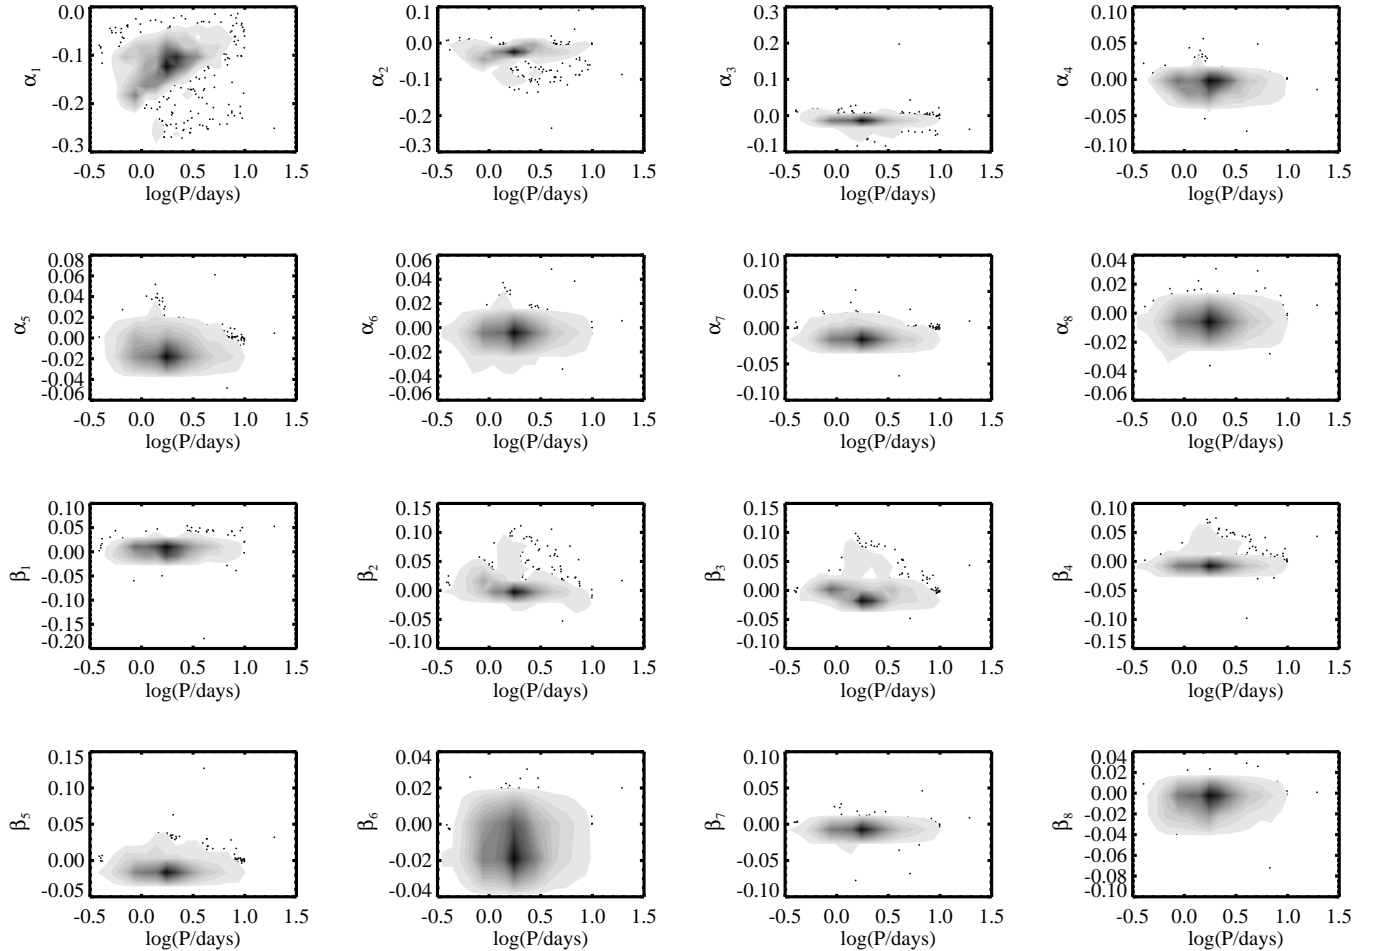 0.0 0.1 0.3 0.10
-0.1 0.0 0.2 0.05
α₁ α₂ -0.1 α₃ 0.1 α₄ 0.00
-0.2 -0.2 0.0 -0.05
-0.3 -0.3 -0.1 -0.10
-0.5 0.0 0.5 1.0 1.5 -0.5 0.0 0.5 1.0 1.5 -0.5 0.0 0.5 1.0 1.5 -0.5 0.0 0.5 1.0 1.5
log(P/days) log(P/days) log(P/days) log(P/days)
0.08 0.06 0.10 0.04
0.06 0.04 0.05 0.02
0.04 0.02 0.00
0.02 0.00 0.00
α₅ 0.00 α₆ α₇ α₈ -0.02
-0.02 -0.02 -0.05
-0.04 -0.04 -0.04
-0.06 -0.06 -0.10 -0.06
-0.5 0.0 0.5 1.0 1.5 -0.5 0.0 0.5 1.0 1.5 -0.5 0.0 0.5 1.0 1.5 -0.5 0.0 0.5 1.0 1.5
log(P/days) log(P/days) log(P/days) log(P/days)
0.10 0.15 0.15 0.10
0.05 0.10 0.10 0.05
0.00 0.05 0.05 0.00
β₁ -0.05 β₂ β₃ β₄ -0.05
-0.10 0.00 0.00
-0.15 -0.05 -0.05 -0.10
-0.20 -0.10 -0.10 -0.15
-0.5 0.0 0.5 1.0 1.5 -0.5 0.0 0.5 1.0 1.5 -0.5 0.0 0.5 1.0 1.5 -0.5 0.0 0.5 1.0 1.5
log(P/days) log(P/days) log(P/days) log(P/days)
0.15 0.04 0.10 0.04
0.10 0.02 0.05 0.02
0.00
β₅ 0.05 β₆ 0.00 β₇ 0.00 β₈ -0.02
-0.04
0.00 -0.02 -0.05 -0.06
-0.08
-0.05 -0.04 -0.10 -0.10
-0.5 0.0 0.5 1.0 1.5 -0.5 0.0 0.5 1.0 1.5 -0.5 0.0 0.5 1.0 1.5 -0.5 0.0 0.5 1.0 1.5
log(P/days) log(P/days) log(P/days) log(P/days)